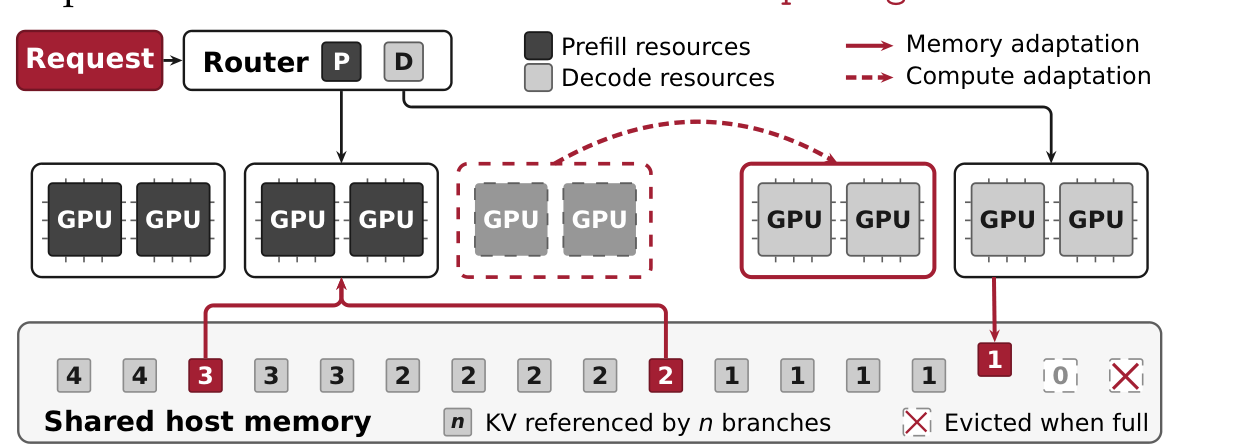 Request
Router P D
Prefill resources
Decode resources
Memory adaptation
Compute adaptation
GPU GPU GPU GPU GPU GPU GPU GPU GPU GPU
4 4 3 3 3 2 2 2 2 2 1 1 1 1 1 0
Shared host memory
n KV referenced by n branches
Evicted when full